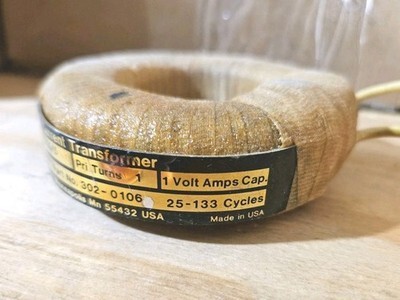 Transformer
Pri Turns 1 1 Volt Amps Cap.
No. 302-0106 25-133 Cycles
Mn 55432 USA Made in USA